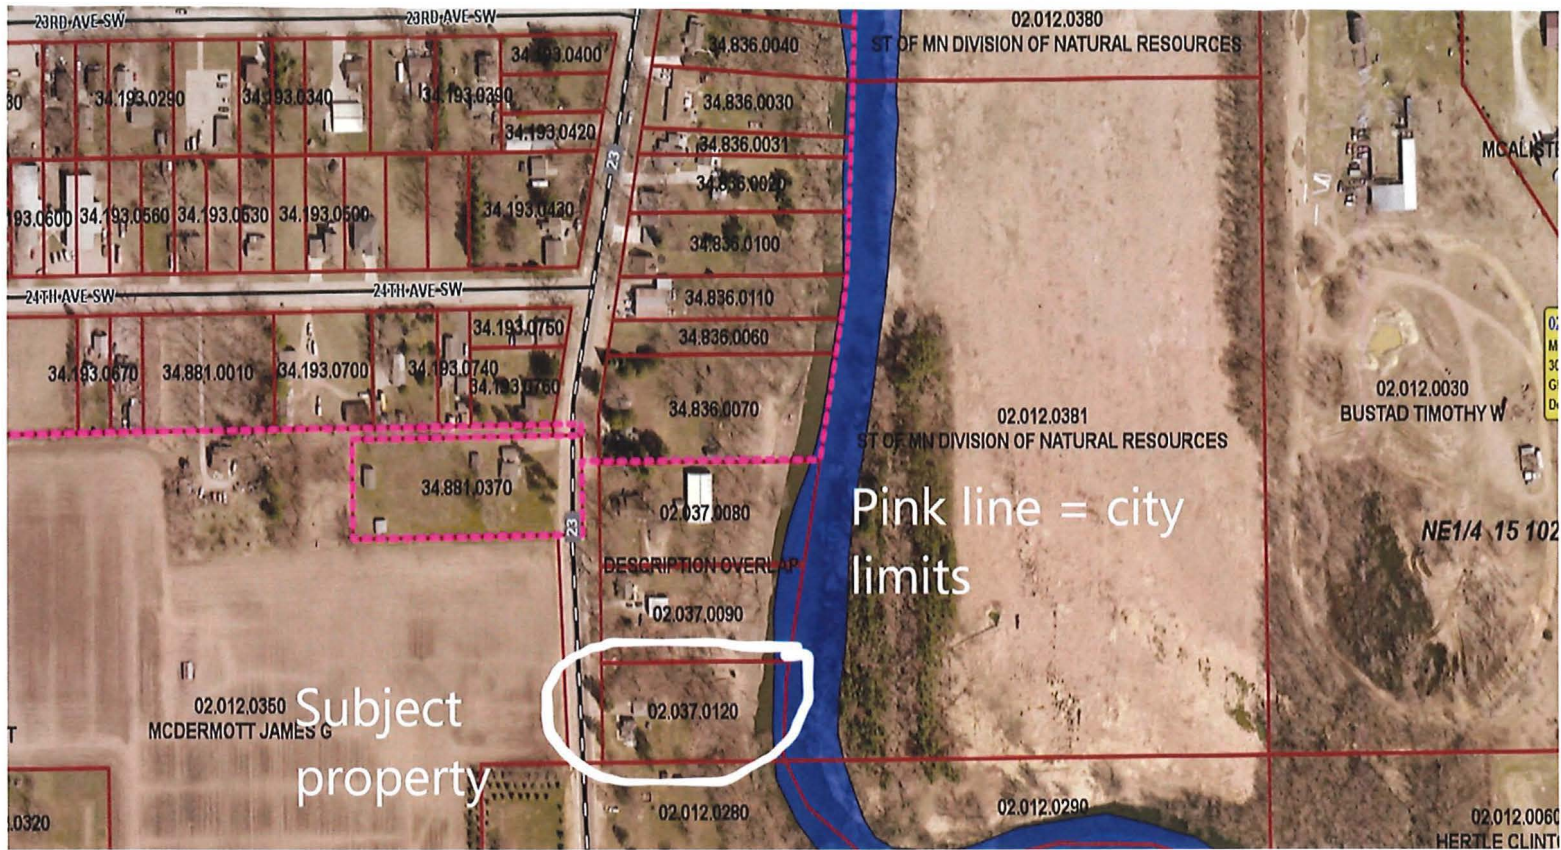 23RD AVE SW
23RD AVE SW
34.193.0400
34.836.0040
02.012.0380
ST OF MN DIVISION OF NATURAL RESOURCES
34.193.0290
34.193.0340
34.193.0390
34.193.0420
34.836.0030
34.836.0031
34.836.0020
MCALISTE
23
193.0600
34.193.0560
34.193.0530
34.193.0500
34.193.0430
34.836.0100
24TH AVE SW
24TH AVE SW
34.836.0110
34.193.0750
34.836.0060
34.193.0670
34.881.0010
34.193.0700
34.193.0740
34.193.0760
34.836.0070
02.012.0381
ST OF MN DIVISION OF NATURAL RESOURCES
02.012.0030
BUSTAD TIMOTHY W
34.881.0370
23
02.037.0080
Pink line = city
limits
NE1/4 15 102
DESCRIPTION OVERLAP
02.037.0090
02.012.0350
MCDERMOTT JAMES G
Subject
property
02.037.0120
02.012.0280
02.012.0290
.0320
02.012.0060
HERTLE CLINT